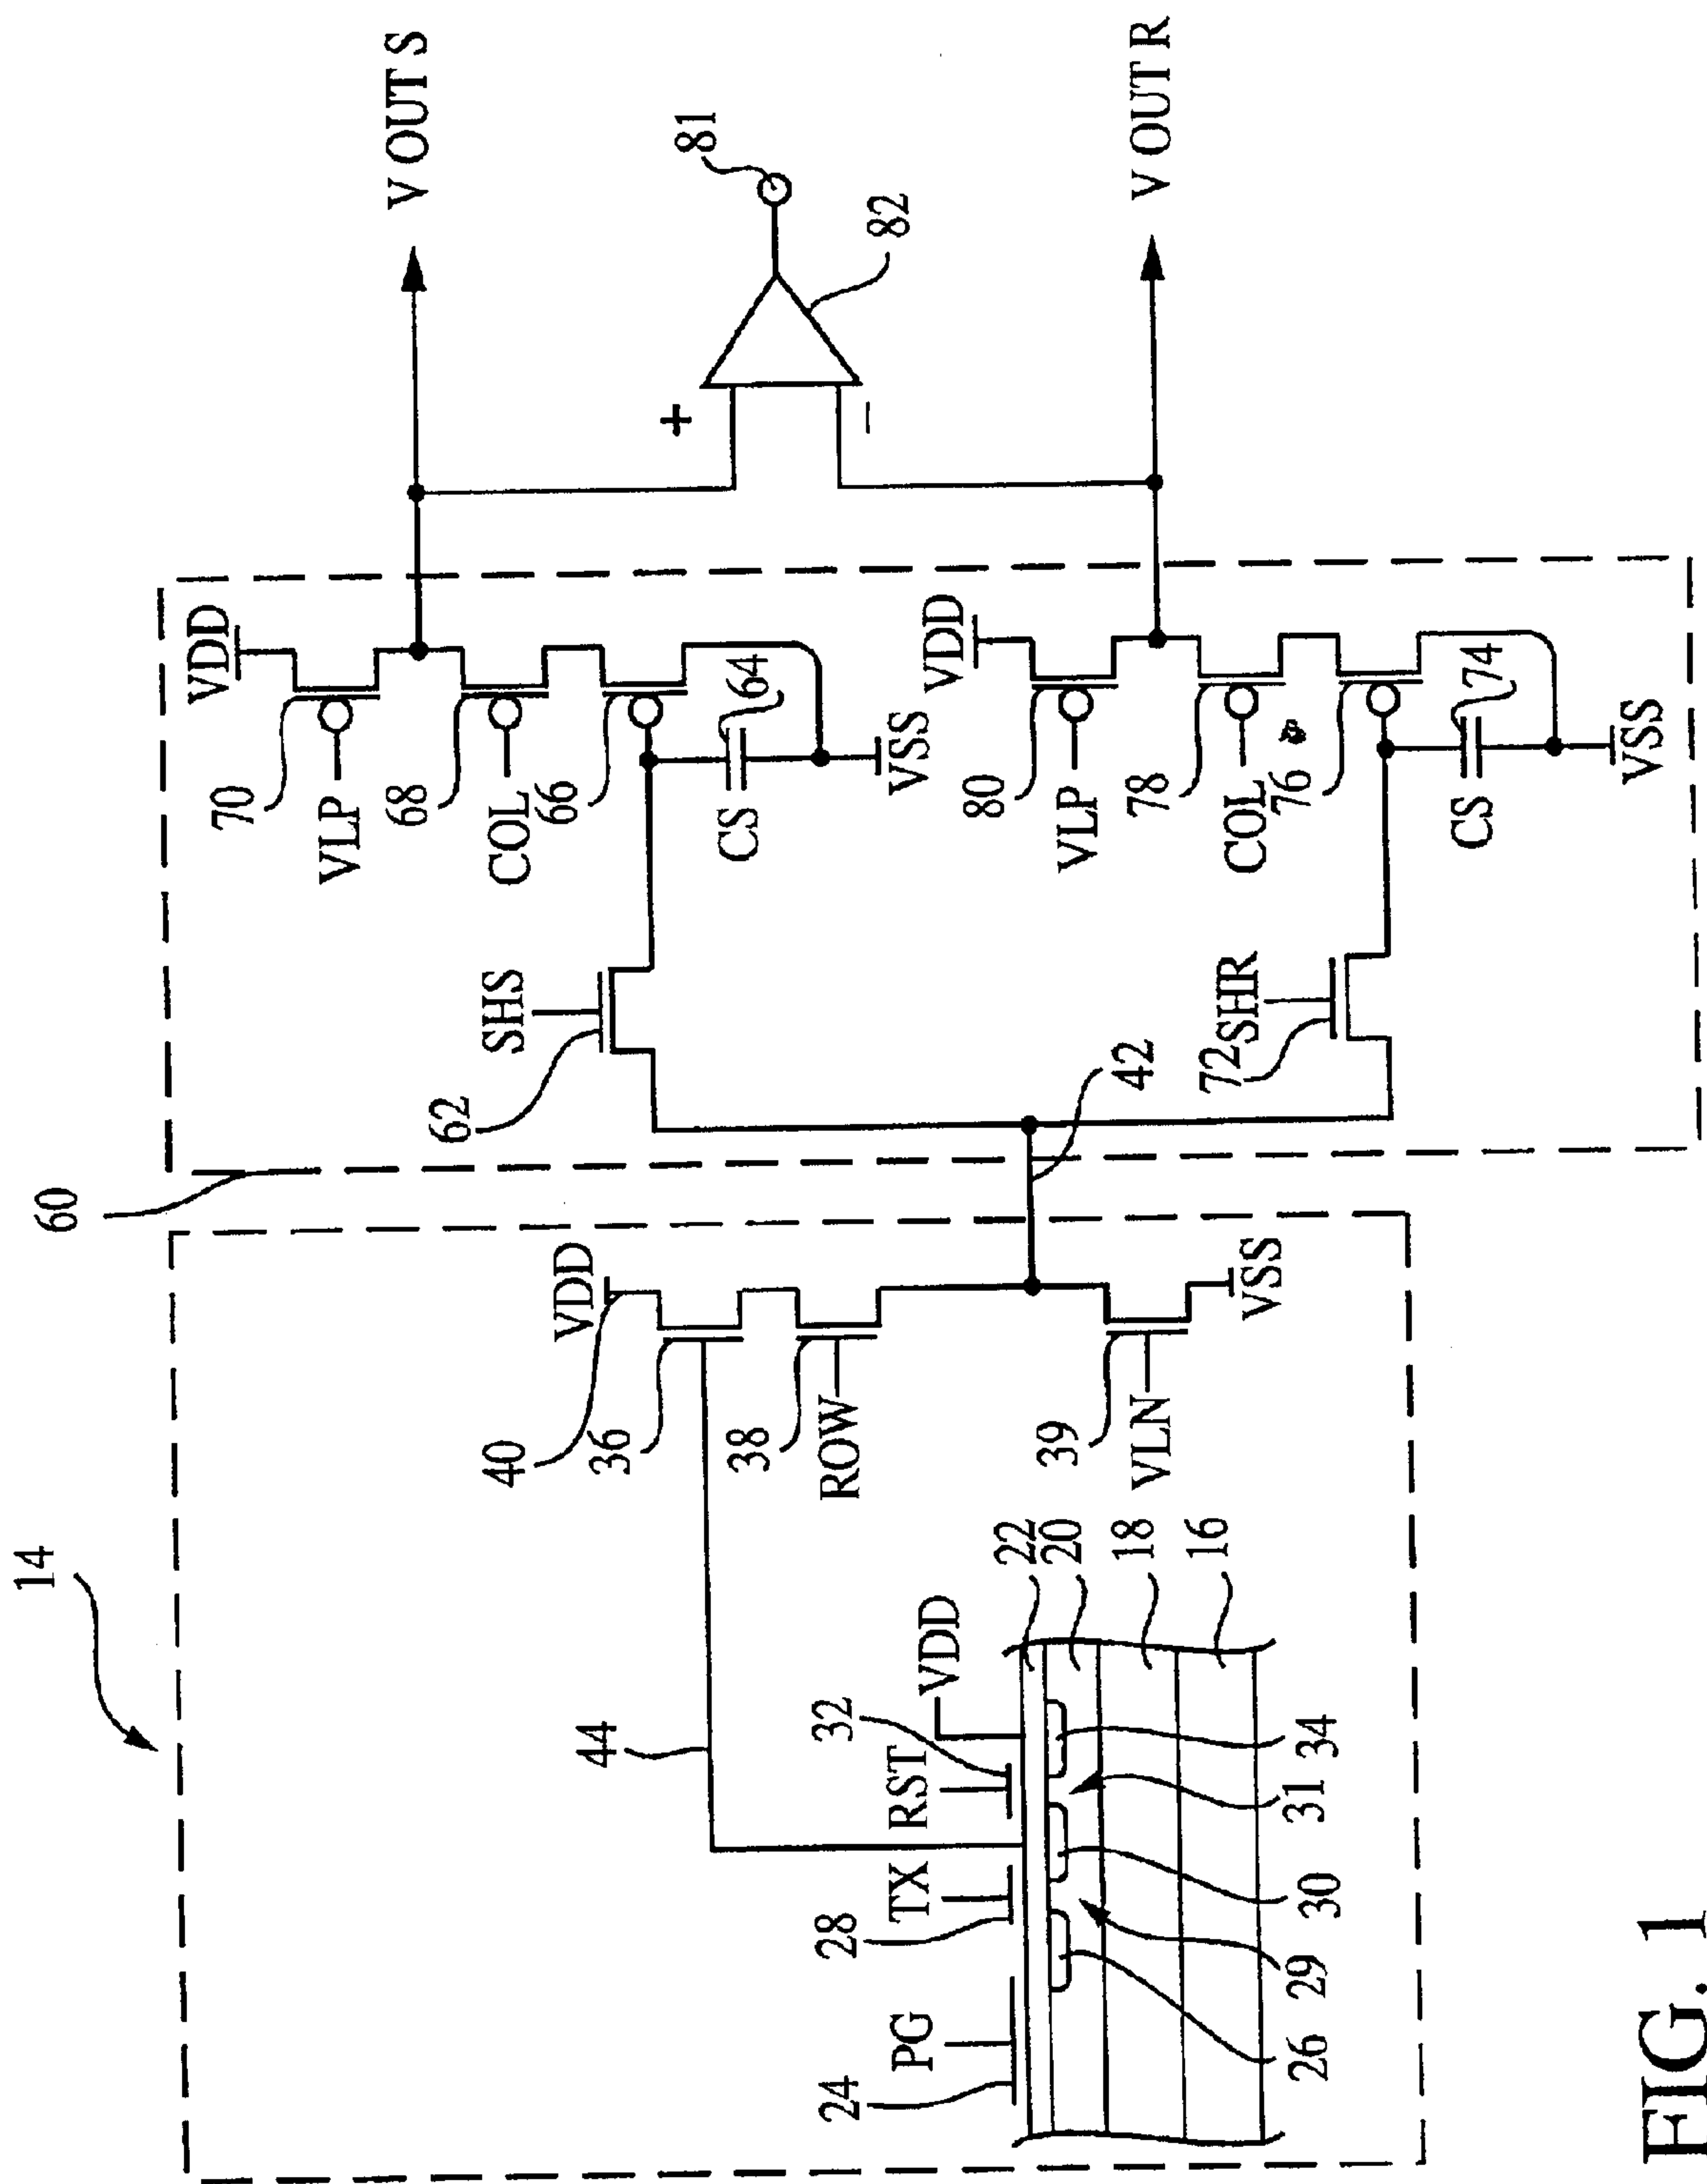 14
60
40
VDD
36
38
ROW
39
VLN
VSS
44
PG
TX
RST
VDD
24
28
32
22
20
18
16
26
29
30
31
34
42
62
SHS
72
SHR
70
VLP
VDD
68
COL
66
CS
64
VSS
80
VLP
VDD
78
COL
76
CS
74
VSS
+
–
82
81
V OUT S
V OUT R
FIG. 1